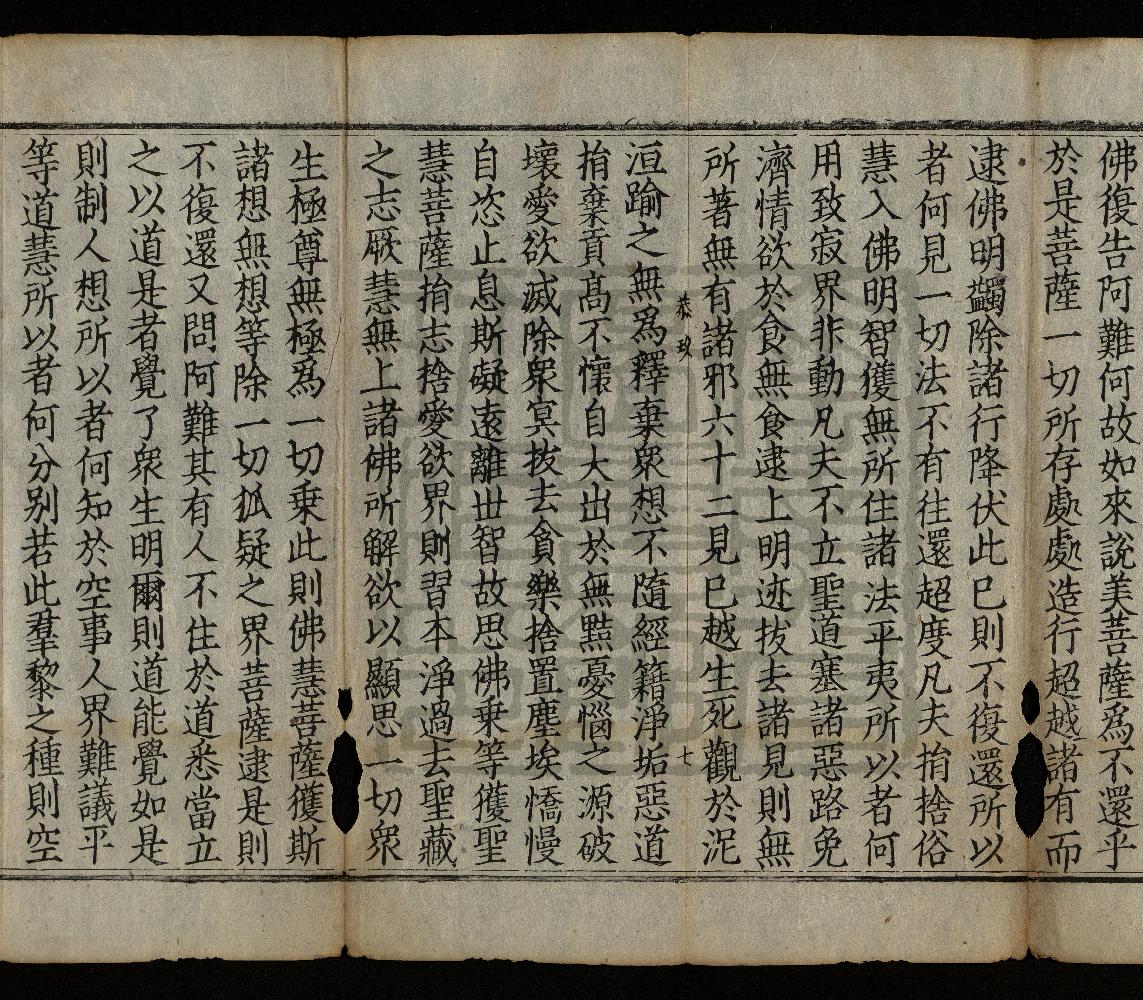 佛復告阿難何故如來說美菩薩為不還乎
於是菩薩一切所存處處造行超越諸有而
逮佛明蠲除諸行降伏此已則不復還所以
者何見一切法不有往還超度凡夫捐捨俗
慧入佛明智獲無所住諸法平夷所以者何
用致寂界非動凡夫不立聖道塞諸惡路免
濟情欲於食無食逮上明迹拔去諸見則無
所著無有諸邪六十二見已越生死觀於泥
恭 玖 七
洹踰之無為釋棄眾想不隨經籍淨垢惡道
捐棄貢高不懷自大出於無黠憂惱之源破
壞愛欲滅除眾冥拔去貪樂捨置塵埃憍慢
自恣止息斯礙遠離世智故思佛乘等獲聖
慧菩薩捐志捨愛欲界則習本淨過去聖藏
之志厥慧無上諸佛所解欲以顯思一切眾
生極尊無極為一切乘此則佛慧菩薩獲斯
諸想無想等除一切狐疑之界菩薩逮是則
不復還又問阿難其有人不住於道悉當立
之以道是者覺了眾生明爾則道能覺如是
則制人想所以者何知於空事人界難議平
等道慧所以者何分別若此羣黎之種則空